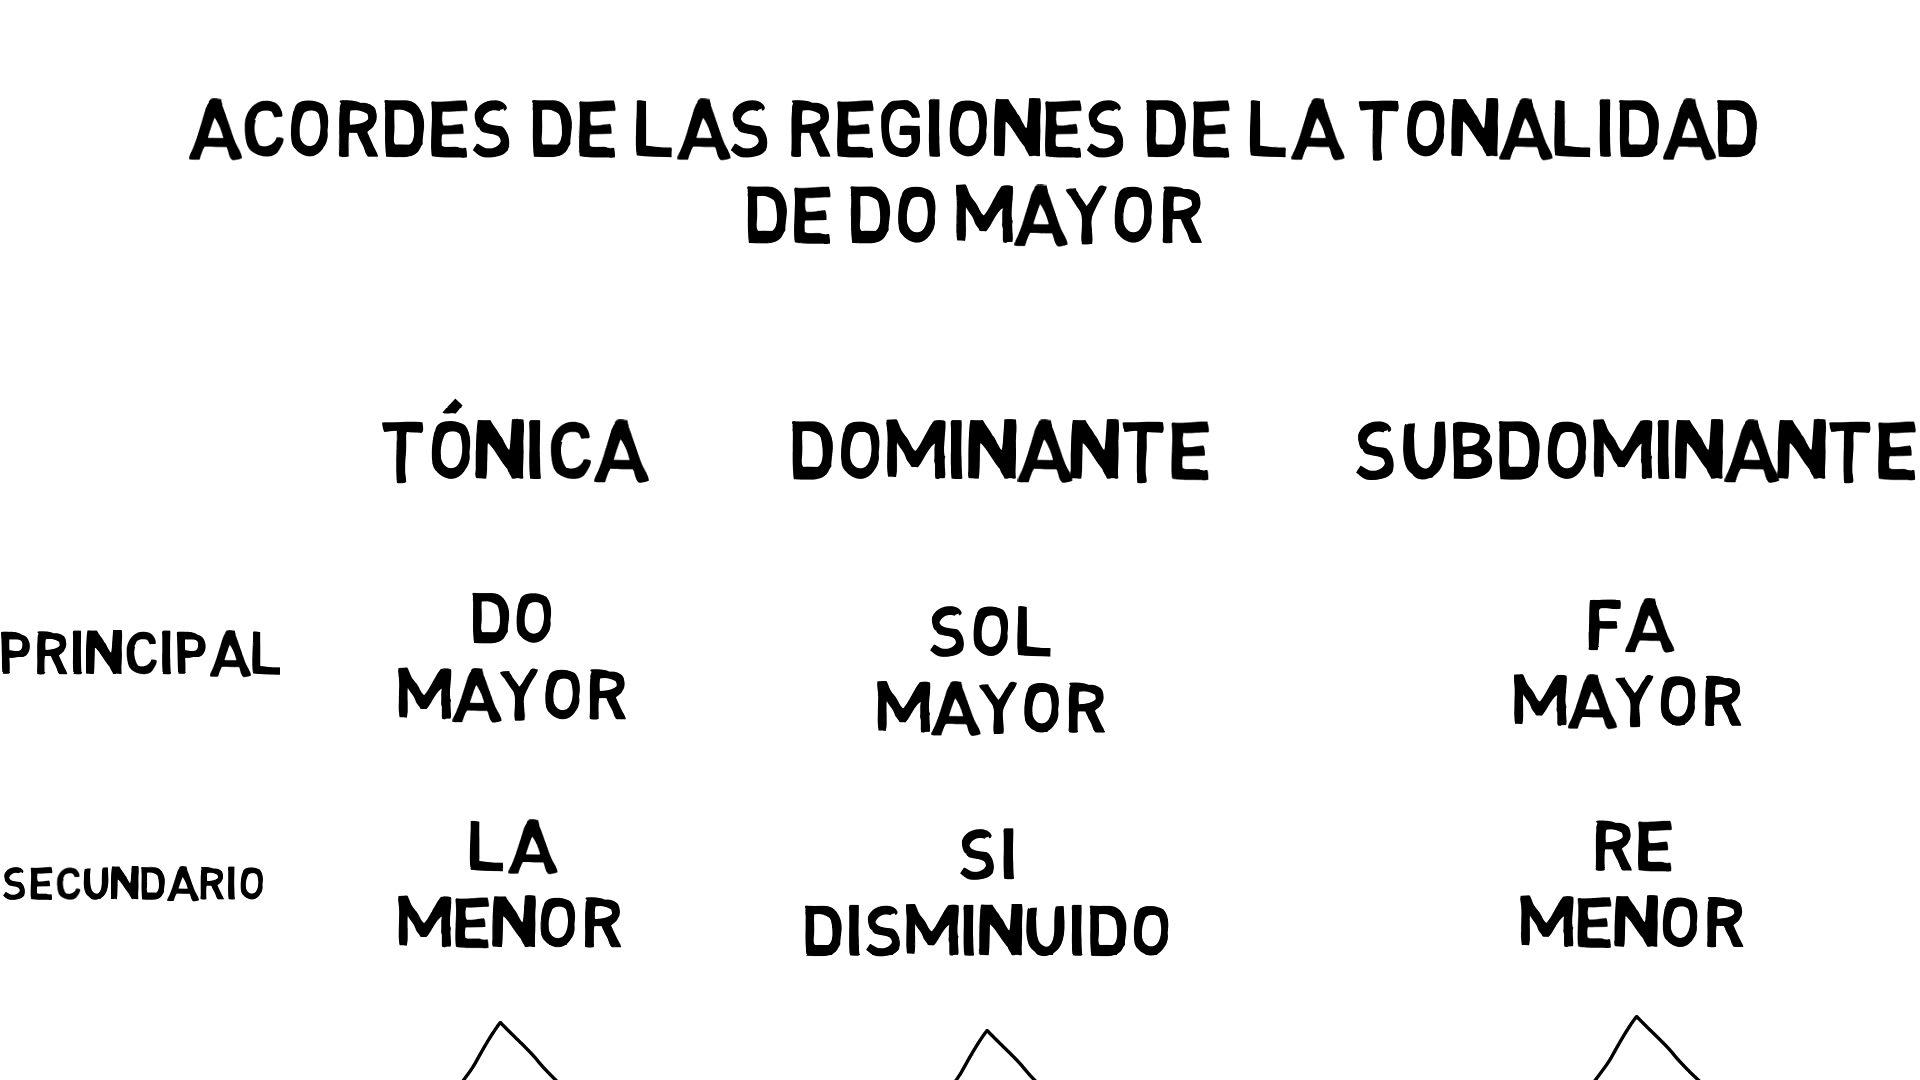 ACORDES DE LAS REGIONES DE LA TONALIDAD
DE DO MAYOR
TÓNICA DOMINANTE SUBDOMINANTE
PRINCIPAL
DO
MAYOR
SOL
MAYOR
FA
MAYOR
SECUNDARIO
LA
MENOR
SI
DISMINUIDO
RE
MENOR